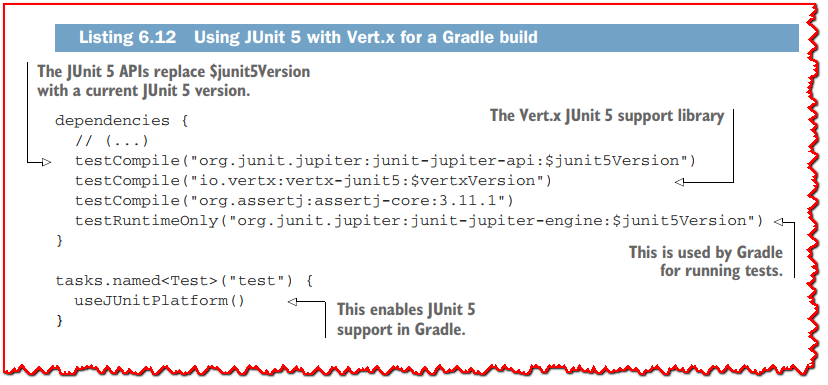 Listing 6.12 Using JUnit 5 with Vert.x for a Gradle build
The JUnit 5 APIs replace $junit5Version
with a current JUnit 5 version.
The Vert.x JUnit 5 support library
dependencies {
// (...)
testCompile("org.junit.jupiter:junit-jupiter-api:$junit5Version")
testCompile("io.vertx:vertx-junit5:$vertxVersion")
testCompile("org.assertj:assertj-core:3.11.1")
testRuntimeOnly("org.junit.jupiter:junit-jupiter-engine:$junit5Version")
}
This is used by Gradle
for running tests.
tasks.named<Test>("test") {
useJUnitPlatform()
}
This enables JUnit 5
support in Gradle.